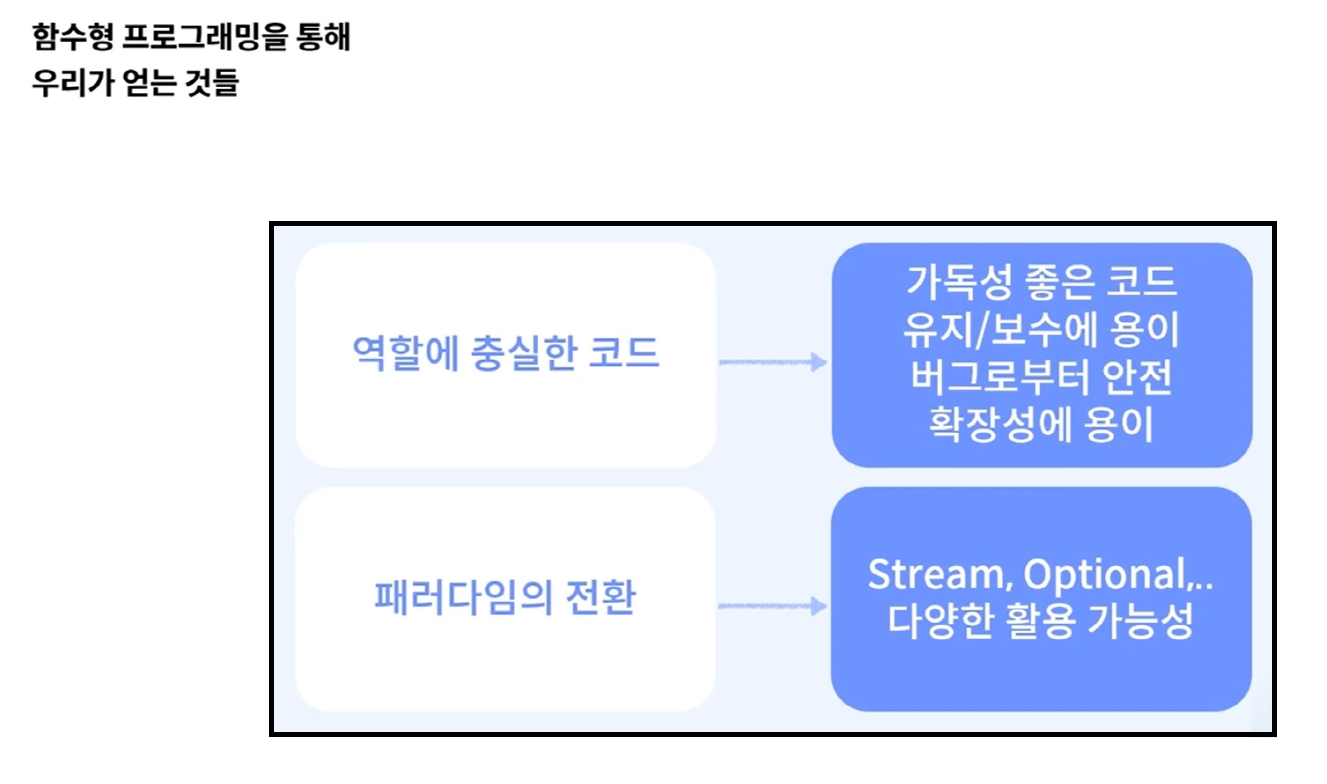 함수형 프로그래밍을 통해
우리가 얻는 것들
역할에 충실한 코드
가독성 좋은 코드
유지/보수에 용이
버그로부터 안전
확장성에 용이
패러다임의 전환
Stream, Optional,..
다양한 활용 가능성